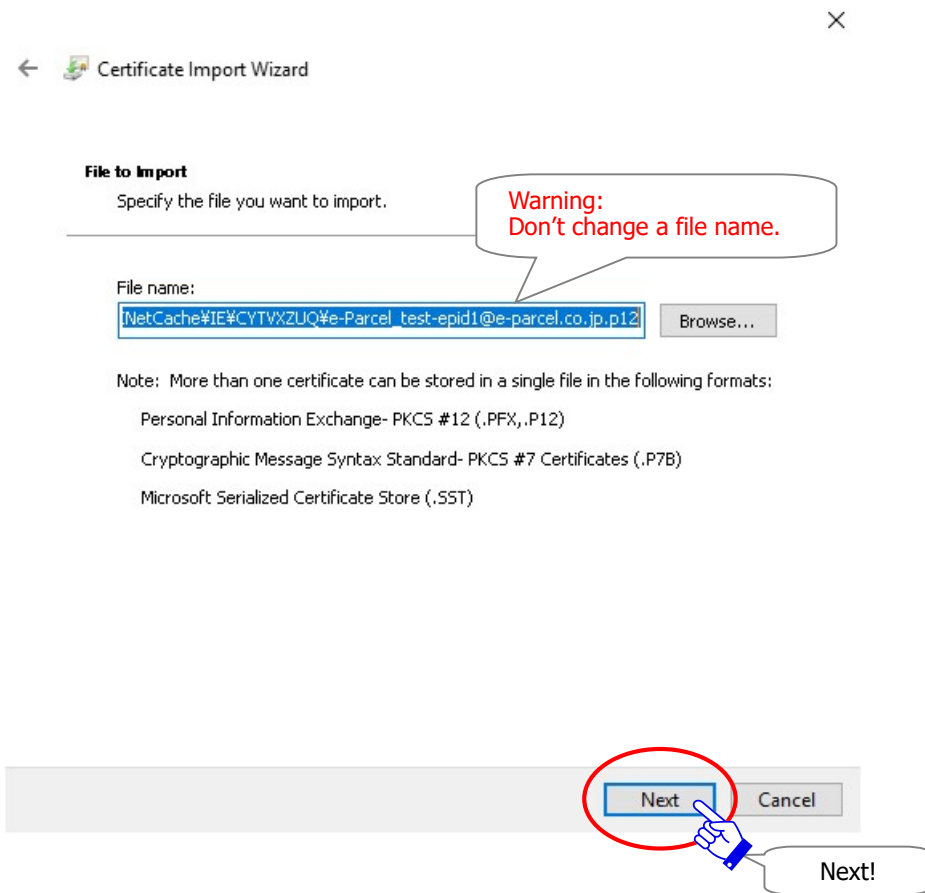 Certificate Import Wizard
File to Import
Specify the file you want to import.
Warning:
Don’t change a file name.
File name:
NetCache¥IE¥CYTVXZUQ¥e-Parcel_test-epid1@e-parcel.co.jp.p12
Browse...
Note: More than one certificate can be stored in a single file in the following formats:
Personal Information Exchange- PKCS #12 (.PFX,.P12)
Cryptographic Message Syntax Standard- PKCS #7 Certificates (.P7B)
Microsoft Serialized Certificate Store (.SST)
Next
Cancel
Next!